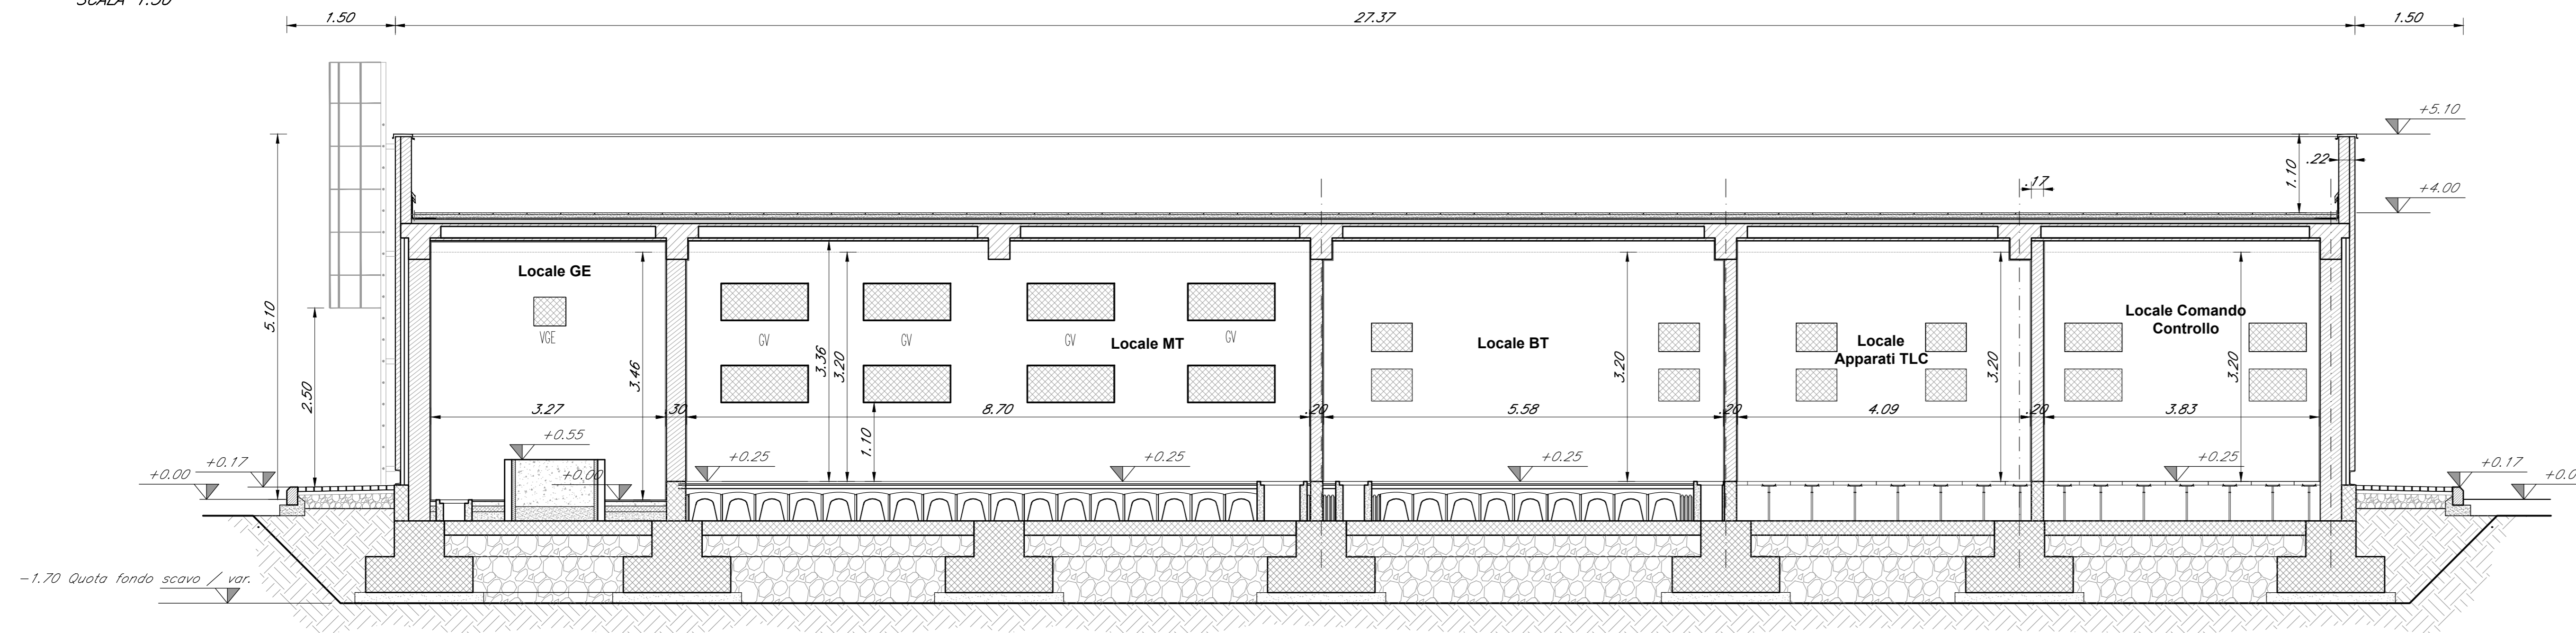 SCALA 1:50
1.50
27.37
1.50
+5.10
1.10
.22
.17
+4.00
5.10
2.50
Locale GE
VGE
3.46
GV
GV
GV
GV
Locale MT
3.36
3.20
1.10
Locale BT
3.20
Locale
Apparati TLC
3.20
Locale Comando
Controllo
3.20
3.27
.30
8.70
.20
5.58
.20
4.09
.20
3.83
+0.55
+0.00
+0.25
+0.25
+0.25
+0.25
+0.00
+0.17
+0.17
+0.0
-1.70 Quota fondo scavo / var.